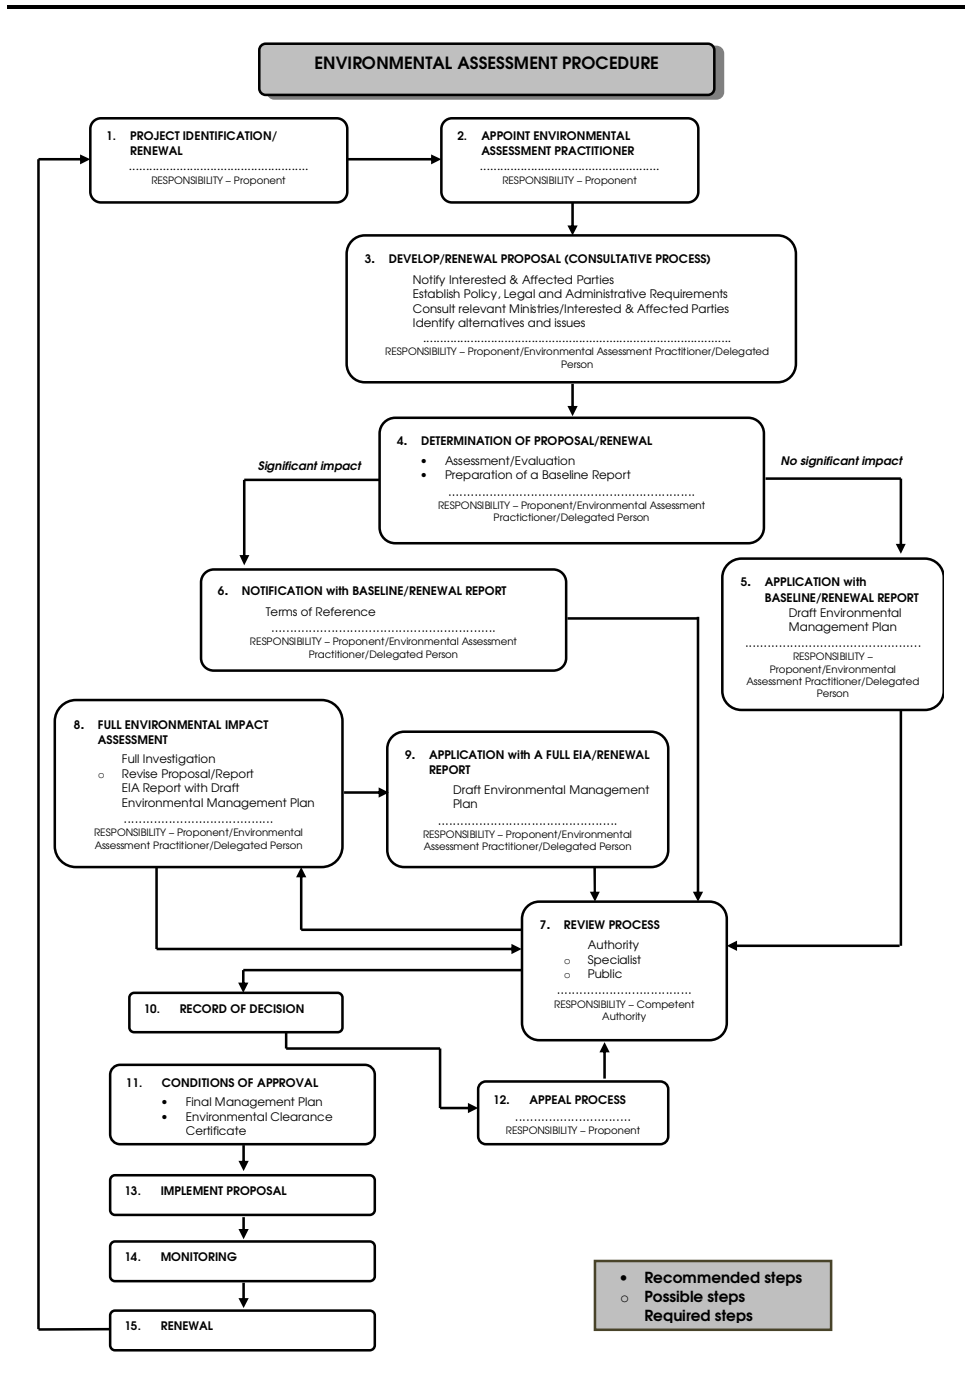 ENVIRONMENTAL ASSESSMENT PROCEDURE
1. PROJECT IDENTIFICATION/
RENEWAL
RESPONSIBILITY – Proponent
2. APPOINT ENVIRONMENTAL
ASSESSMENT PRACTITIONER
RESPONSIBILITY – Proponent
3. DEVELOP/RENEWAL PROPOSAL (CONSULTATIVE PROCESS)
Notify Interested & Affected Parties
Establish Policy, Legal and Administrative Requirements
Consult relevant Ministries/Interested & Affected Parties
Identify alternatives and issues
RESPONSIBILITY – Proponent/Environmental Assessment Practitioner/Delegated
Person
4. DETERMINATION OF PROPOSAL/RENEWAL
• Assessment/Evaluation
• Preparation of a Baseline Report
RESPONSIBILITY – Proponent/Environmental Assessment
Practictioner/Delegated Person
Significant impact
No significant impact
5. APPLICATION with
BASELINE/RENEWAL REPORT
Draft Environmental
Management Plan
RESPONSIBILITY –
Proponent/Environmental
Assessment Practitioner/Delegated
Person
6. NOTIFICATION with BASELINE/RENEWAL REPORT
Terms of Reference
RESPONSIBILITY – Proponent/Environmental Assessment
Practitioner/Delegated Person
8. FULL ENVIRONMENTAL IMPACT
ASSESSMENT
Full Investigation
o Revise Proposal/Report
EIA Report with Draft
Environmental Management Plan
RESPONSIBILITY – Proponent/Environmental
Assessment Practitioner/Delegated Person
9. APPLICATION with A FULL EIA/RENEWAL
REPORT
Draft Environmental Management
Plan
RESPONSIBILITY – Proponent/Environmental
Assessment Practitioner/Delegated Person
7. REVIEW PROCESS
Authority
o Specialist
o Public
RESPONSIBILITY – Competent
Authority
10. RECORD OF DECISION
11. CONDITIONS OF APPROVAL
• Final Management Plan
• Environmental Clearance
Certificate
12. APPEAL PROCESS
RESPONSIBILITY – Proponent
13. IMPLEMENT PROPOSAL
14. MONITORING
15. RENEWAL
• Recommended steps
o Possible steps
Required steps